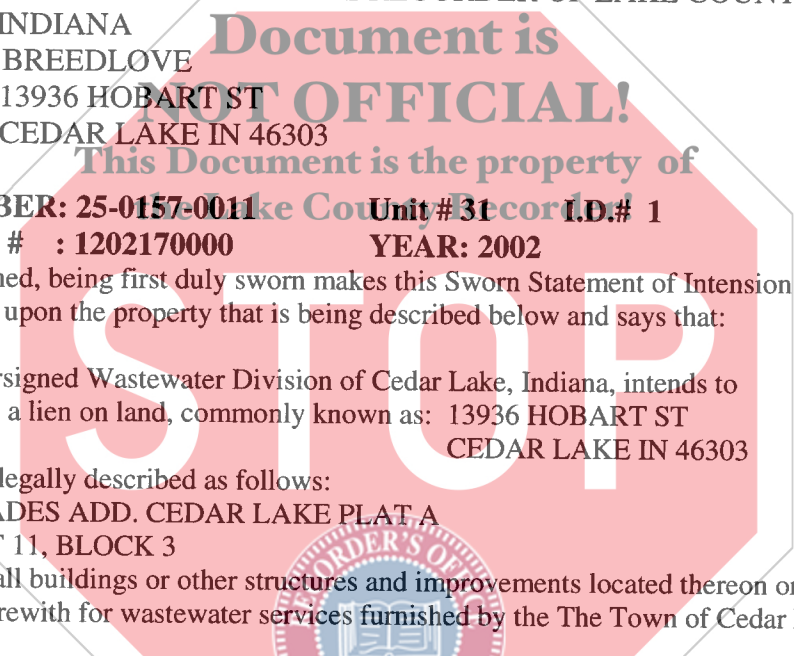 INDIANA
BREEDLOVE
13936 HOBART ST
CEDAR LAKE IN 46303
Document is
NOT OFFICIAL!
This Document is the property of
the Lake County Recorder!
BER: 25-0157-0011 Unit # 31 I.D.# 1
# : 1202170000 YEAR: 2002
ned, being first duly sworn makes this Sworn Statement of Intension
upon the property that is being described below and says that:
STOP
rsigned Wastewater Division of Cedar Lake, Indiana, intends to
a lien on land, commonly known as: 13936 HOBART ST
CEDAR LAKE IN 46303
legally described as follows:
ADES ADD. CEDAR LAKE PLAT A
11, BLOCK 3
all buildings or other structures and improvements located thereon or
rewith for wastewater services furnished by the The Town of Cedar